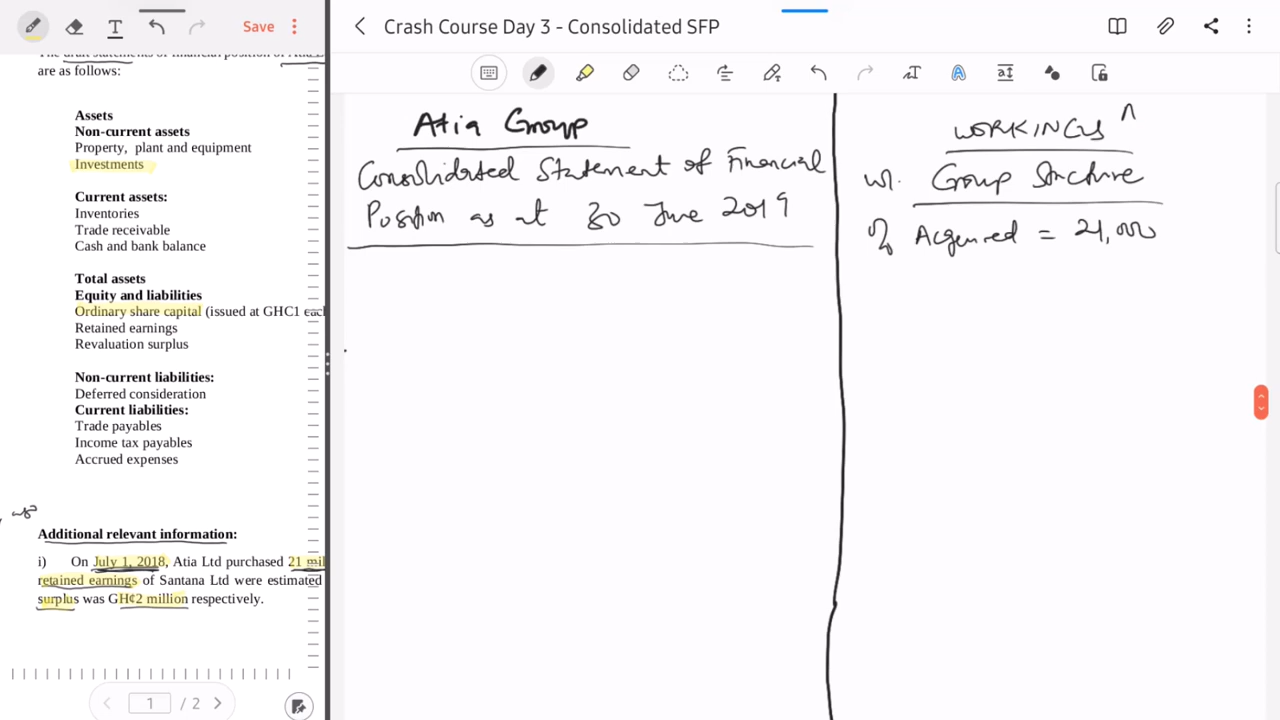 Save
Crash Course Day 3 - Consolidated SFP
are as follows:
Assets
Non-current assets
Property, plant and equipment
Investments
Current assets:
Inventories
Trade receivable
Cash and bank balance
Total assets
Equity and liabilities
Ordinary share capital (issued at GHC1 each
Retained earnings
Revaluation surplus
Non-current liabilities:
Deferred consideration
Current liabilities:
Trade payables
Income tax payables
Accrued expenses
Additional relevant information:
i) On July 1, 2018, Atia Ltd purchased 21 mil
retained earnings of Santana Ltd were estimated
surplus was GH¢2 million respectively.
1 / 2
Atia Group
Consolidated Statement of Financial
Position as at 30 June 2019
WORKINGS
W1. Group Structure
% Acquired = 21,000